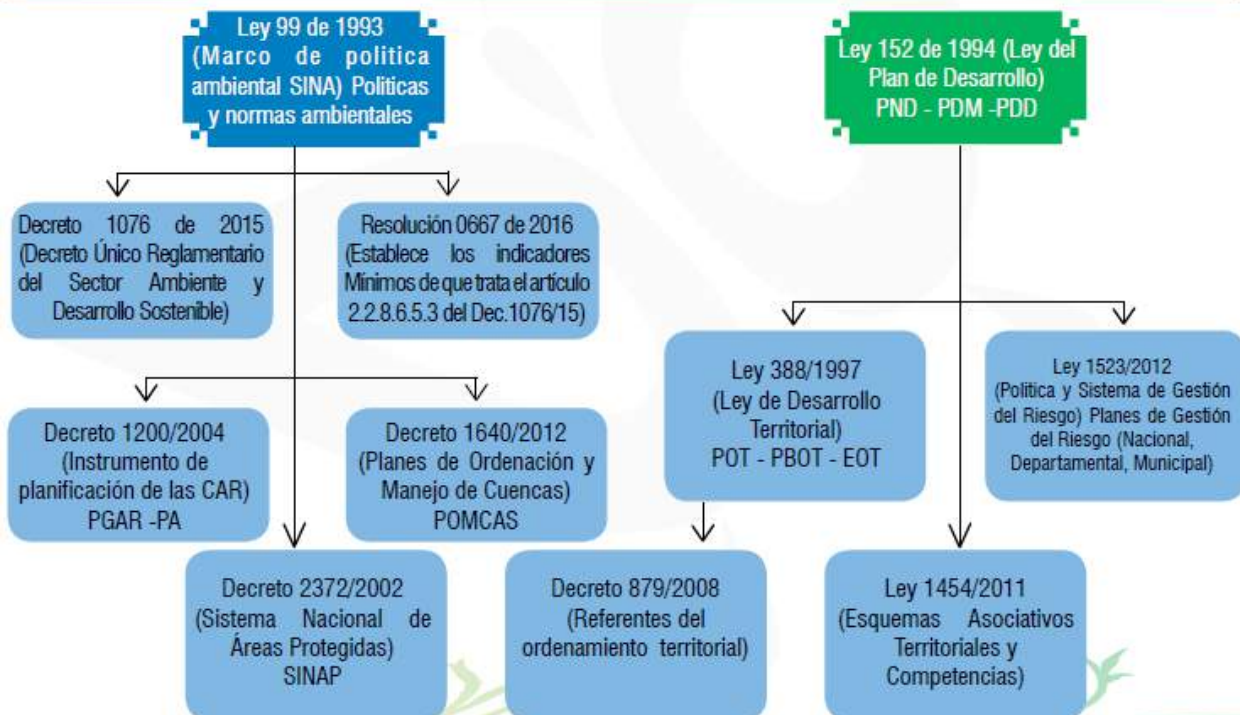 Ley 99 de 1993
(Marco de politica
ambiental SINA) Políticas
y normas ambientales
Ley 152 de 1994 (Ley del
Plan de Desarrollo)
PND - PDM -PDD
Decreto 1076 de 2015
(Decreto Único Reglamentario
del Sector Ambiente y
Desarrollo Sostenible)
Resolución 0667 de 2016
(Establece los indicadores
Mínimos de que trata el artículo
2.2.8.6.5.3 del Dec.1076/15)
Ley 388/1997
(Ley de Desarrollo
Territorial)
POT - PBOT - EOT
Ley 1523/2012
(Política y Sistema de Gestión
del Riesgo) Planes de Gestión
del Riesgo (Nacional,
Departamental, Municipal)
Decreto 1200/2004
(Instrumento de
planificación de las CAR)
PGAR -PA
Decreto 1640/2012
(Planes de Ordenación y
Manejo de Cuencas)
POMCAS
Decreto 2372/2002
(Sistema Nacional de
Áreas Protegidas)
SINAP
Decreto 879/2008
(Referentes del
ordenamiento territorial)
Ley 1454/2011
(Esquemas Asociativos
Territoriales y
Competencias)